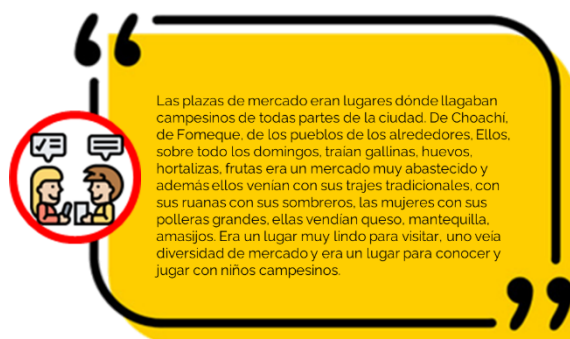 Las plazas de mercado eran lugares dónde llagaban
campesinos de todas partes de la ciudad. De Choachí,
de Fomeque, de los pueblos de los alrededores, Ellos,
sobre todo los domingos, traían gallinas, huevos,
hortalizas, frutas era un mercado muy abastecido y
además ellos venían con sus trajes tradicionales, con
sus ruanas con sus sombreros, las mujeres con sus
polleras grandes, ellas vendían queso, mantequilla,
amasijos. Era un lugar muy lindo para visitar, uno veía
diversidad de mercado y era un lugar para conocer y
jugar con niños campesinos.